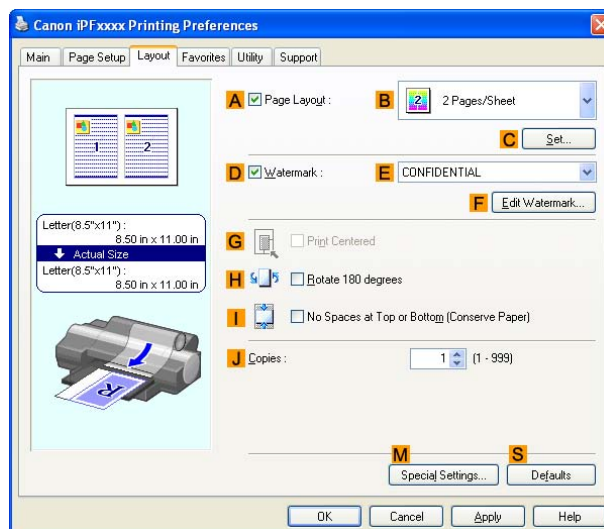 Canon iPFxxxx Printing Preferences
Main Page Setup Layout Favorites Utility Support
A Page Layout : B 2 2 Pages/Sheet
1 2
C Set...
D Watermark : E CONFIDENTIAL
F Edit Watermark...
Letter(8.5"x11") :
8.50 in x 11.00 in
Actual Size
Letter(8.5"x11") :
8.50 in x 11.00 in
G Print Centered
H Rotate 180 degrees
I No Spaces at Top or Bottom (Conserve Paper)
R
J Copies : 1 (1 - 999)
M S
Special Settings... Defaults
OK Cancel Apply Help